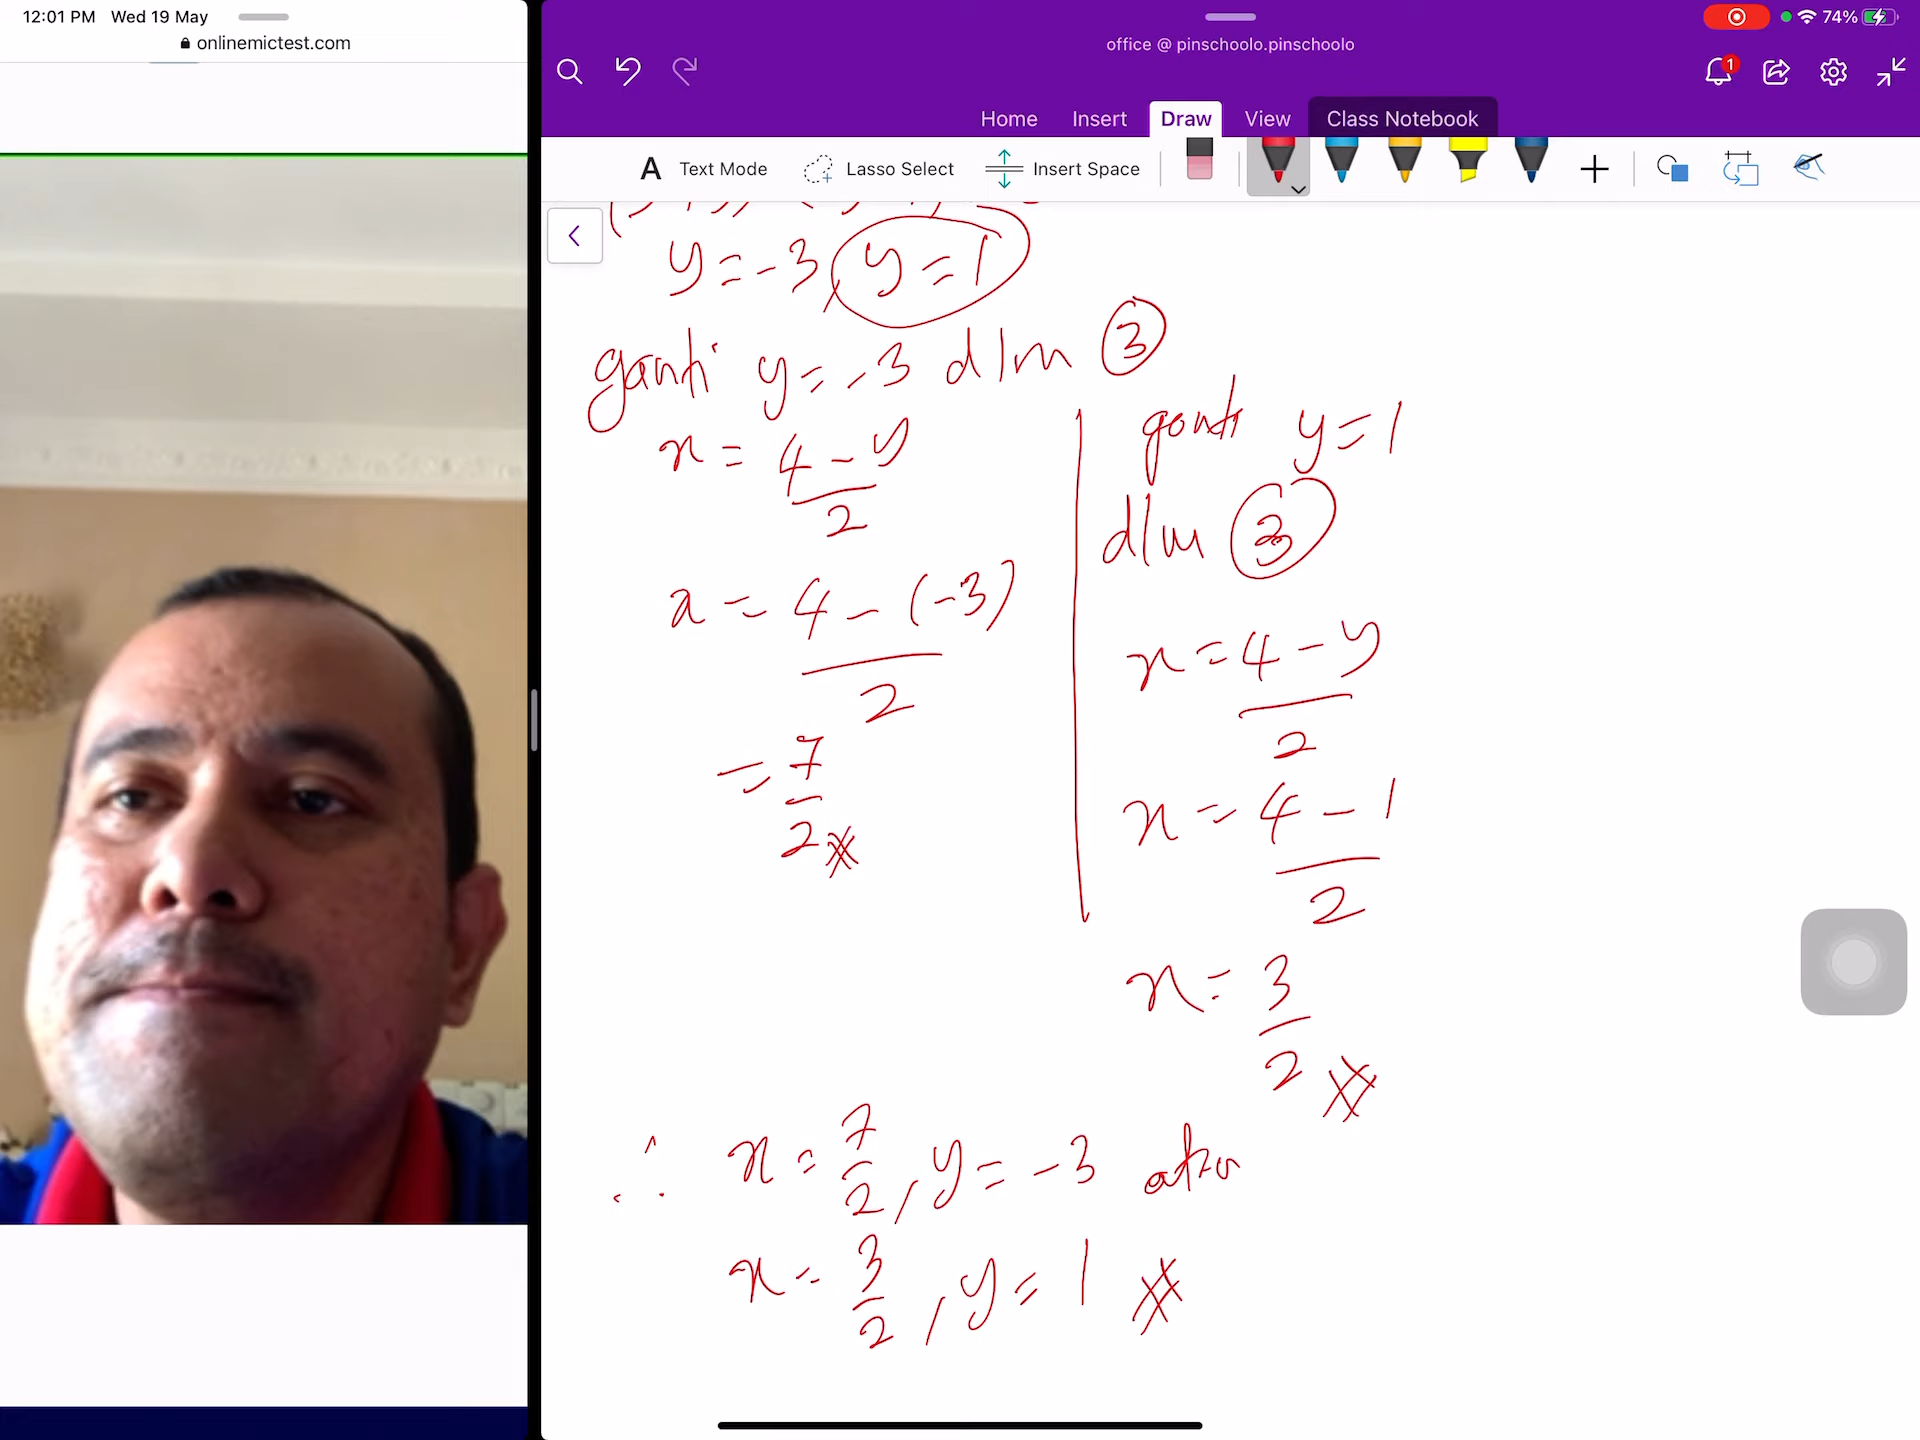 12:01 PM Wed 19 May
onlinemictest.com
74%
office @ pinschoolo.pinschoolo
1
Home Insert Draw View Class Notebook
A Text Mode Lasso Select Insert Space
y = -3, y = 1
ganti y = -3 dlm ③
x = 4 - y
2
x = 4 - (-3)
2
= 7
2
ganti y = 1
dlm ③
x = 4 - y
2
x = 4 - 1
2
x = 3
2
∴ x = 7/2, y = -3 atau
x = 3/2, y = 1